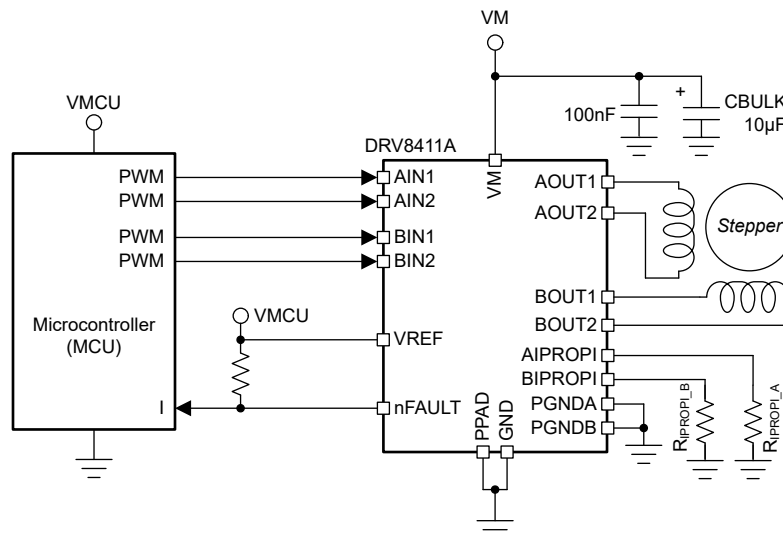 VM
VMCU
100nF
+
CBULK
10µF
DRV8411A
VM
PWM
PWM
PWM
PWM
AIN1
AIN2
BIN1
BIN2
AOUT1
AOUT2
Stepper
Microcontroller
(MCU)
VMCU
VREF
I
nFAULT
BOUT1
BOUT2
AIPROPI
BIPROPI
PGNDA
PGNDB
PPAD
GND
RIPROPI_B
RIPROPI_A